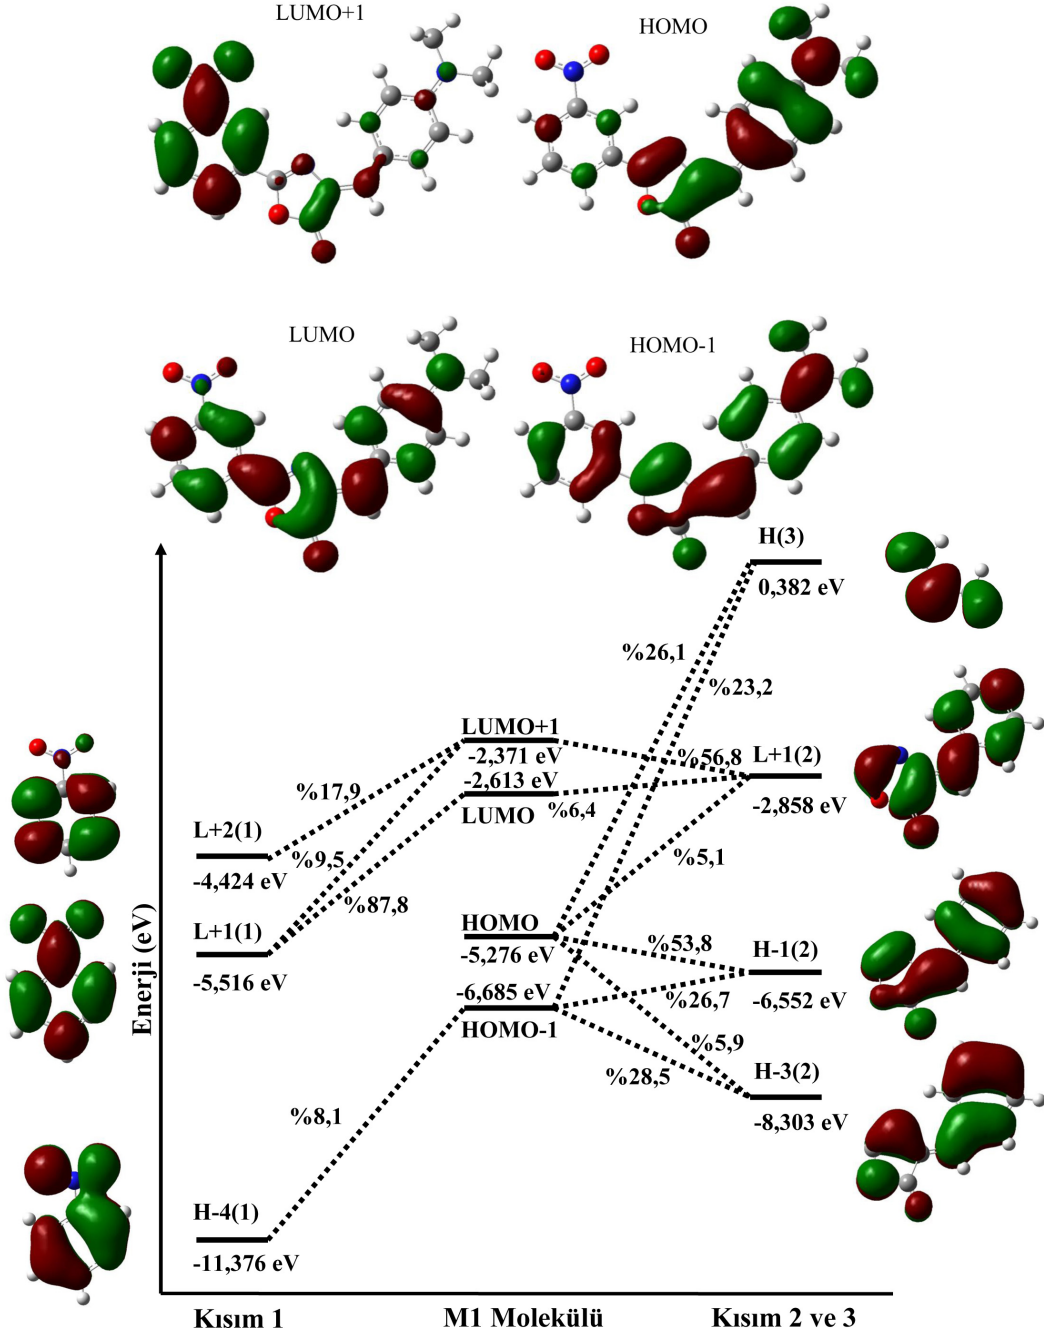 LUMO+1
HOMO
LUMO
HOMO-1
H(3)
0,382 eV
%26,1
%23,2
LUMO+1
-2,371 eV
-2,613 eV
LUMO
%56,8
L+1(2)
-2,858 eV
%6,4
%17,9
L+2(1)
-4,424 eV
%9,5
%5,1
%87,8
L+1(1)
-5,516 eV
HOMO
-5,276 eV
%53,8
H-1(2)
-6,552 eV
-6,685 eV
HOMO-1
%26,7
%5,9
%28,5
H-3(2)
-8,303 eV
%8,1
H-4(1)
-11,376 eV
Enerji (eV)
Kısım 1
M1 Molekülü
Kısım 2 ve 3